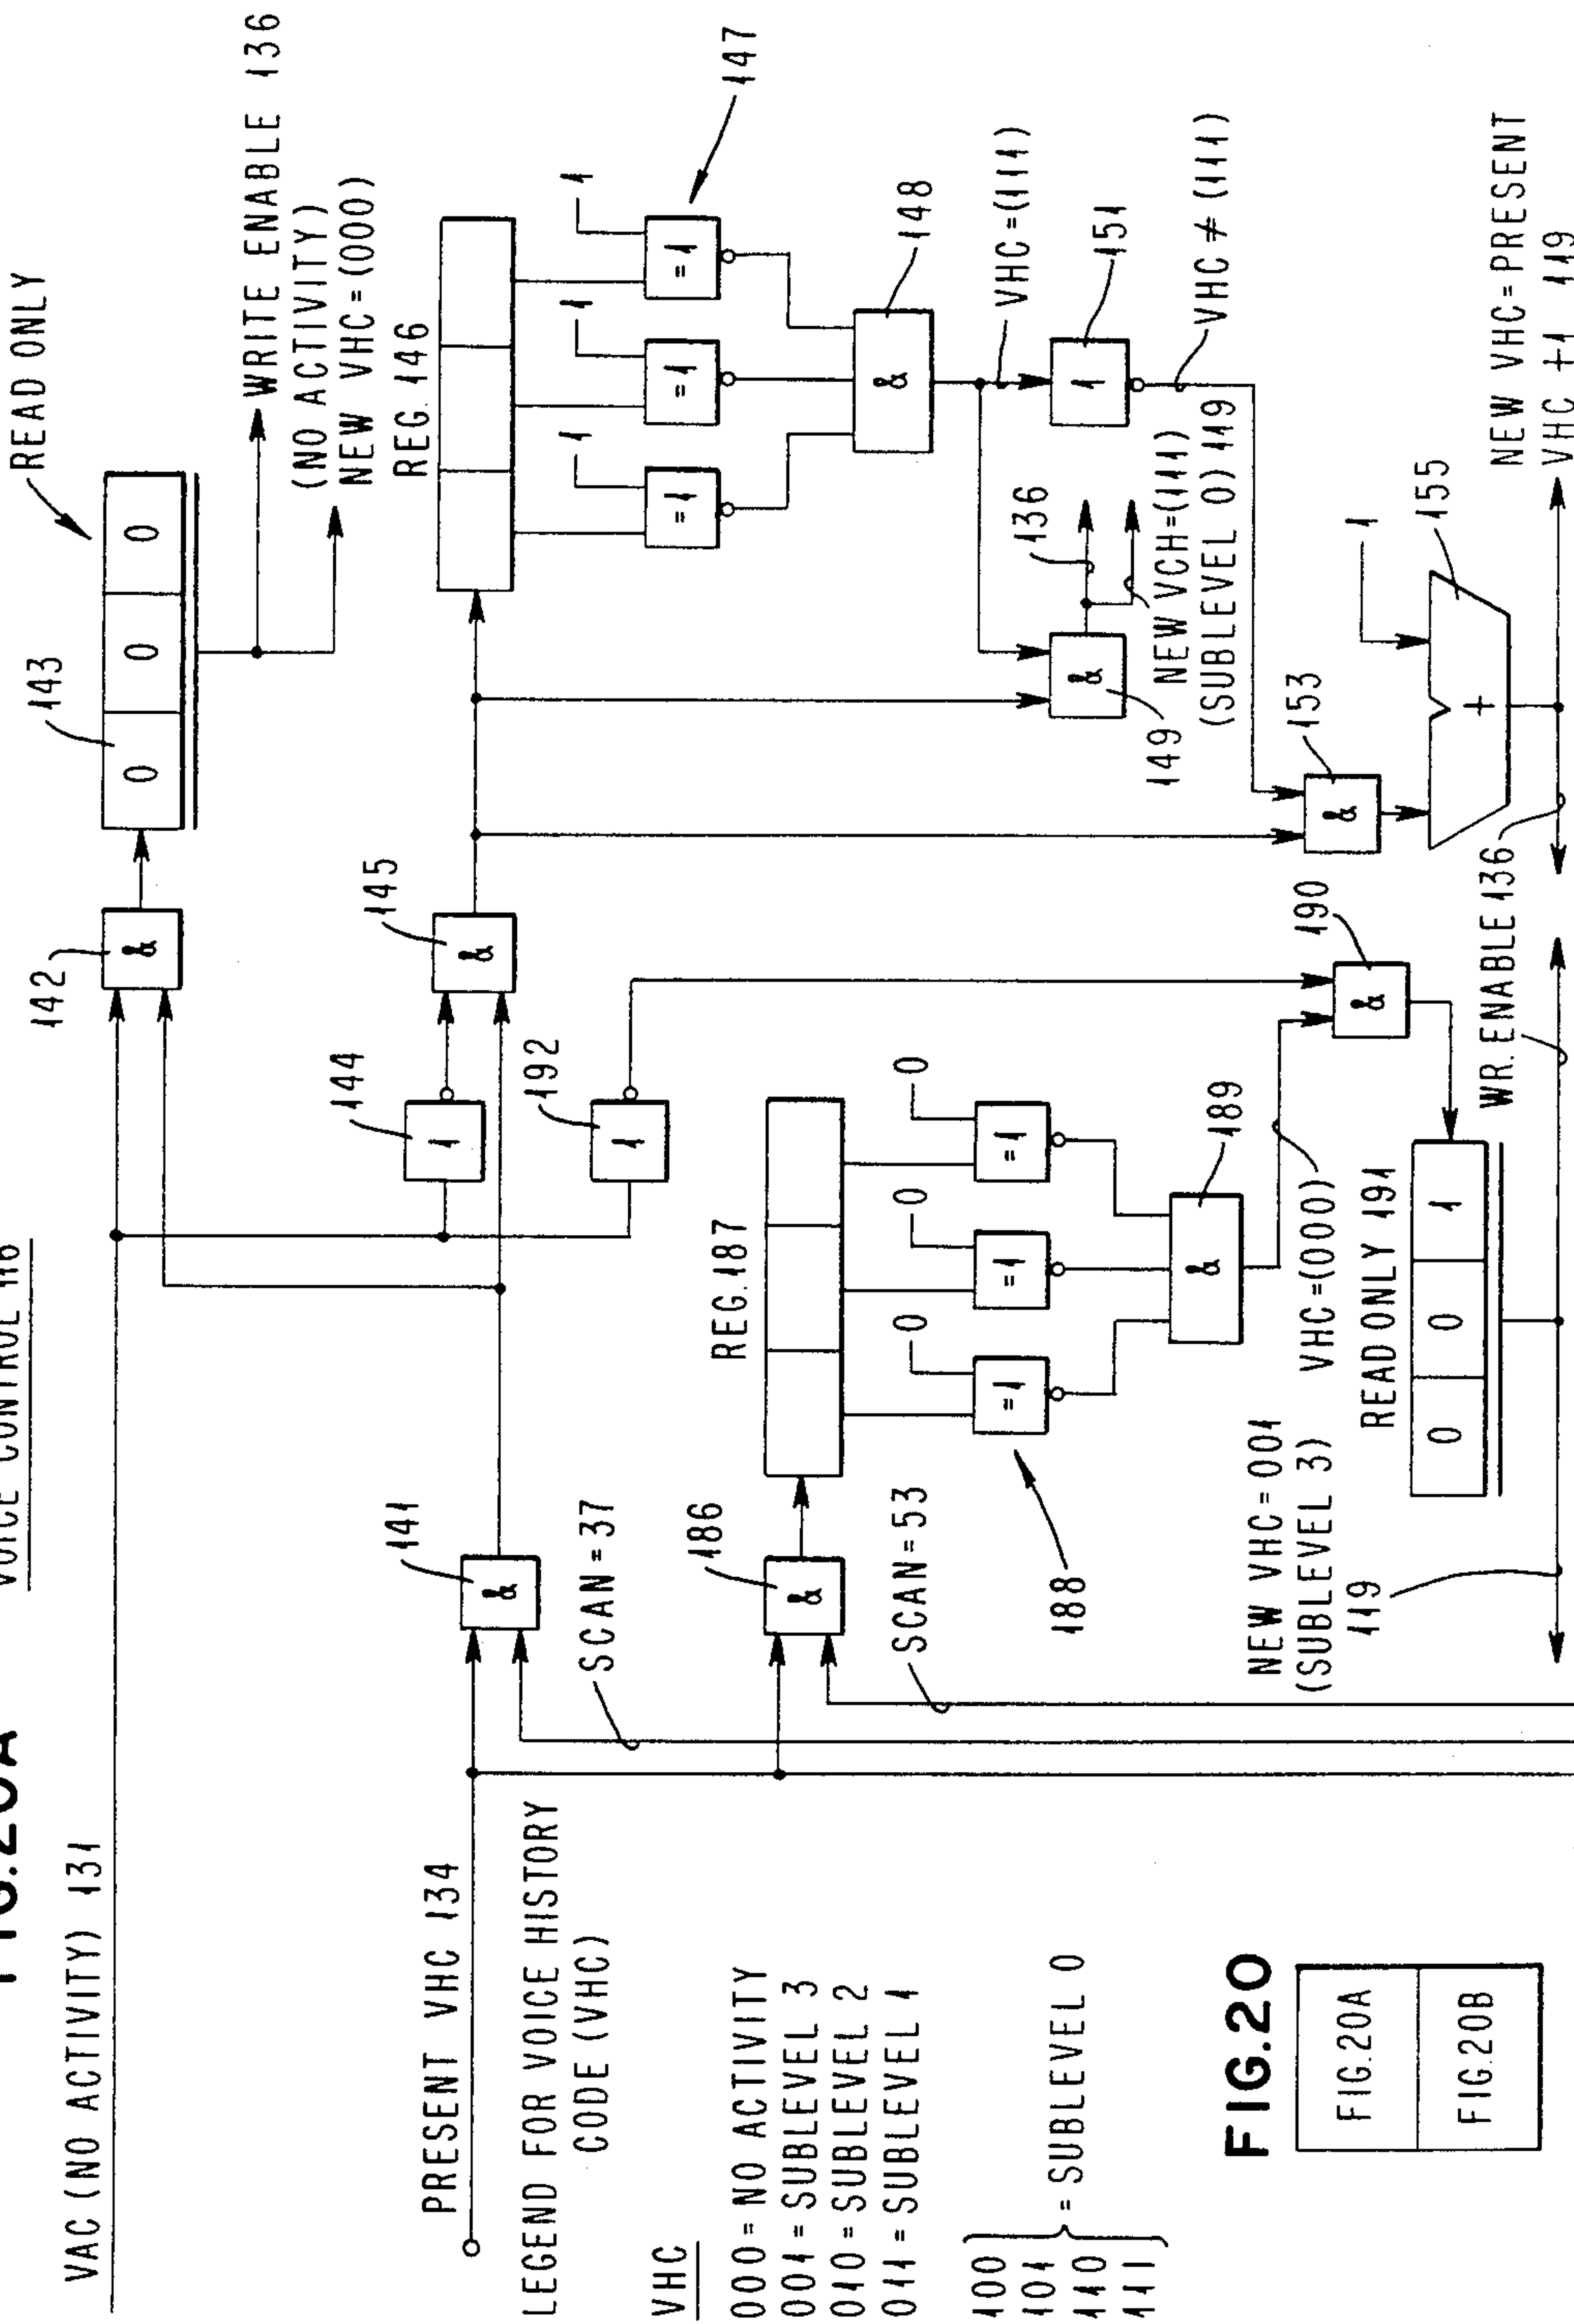 FIG.20A
VOICE CONTROL 116
VAC (NO ACTIVITY) 131
142
&
143
0 0 0
READ ONLY
WRITE ENABLE 136
(NO ACTIVITY)
NEW VHC=(000)
PRESENT VHC 134
141
&
SCAN=37
144
1
145
&
192
1
REG.146
1 1 1
=1 =1 =1
147
&
148
VHC=(111)
1
151
VHC≠(111)
&
149
136
NEW VCH=(111)
(SUBLEVEL 0) 119
LEGEND FOR VOICE HISTORY
CODE (VHC)
VHC
000=NO ACTIVITY
001=SUBLEVEL 3
010=SUBLEVEL 2
011=SUBLEVEL 1
100
101
110
111
=SUBLEVEL 0
186
&
SCAN=53
REG.187
0 0 0
=1 =1 =1
188
&
189
VHC=(000)
190
&
READ ONLY 191
0 0 1
NEW VHC=001
(SUBLEVEL 3)
119
WR. ENABLE 136
153
&
1
+
155
NEW VHC=PRESENT
VHC +1 119
FIG.20
FIG.20A
FIG.20B